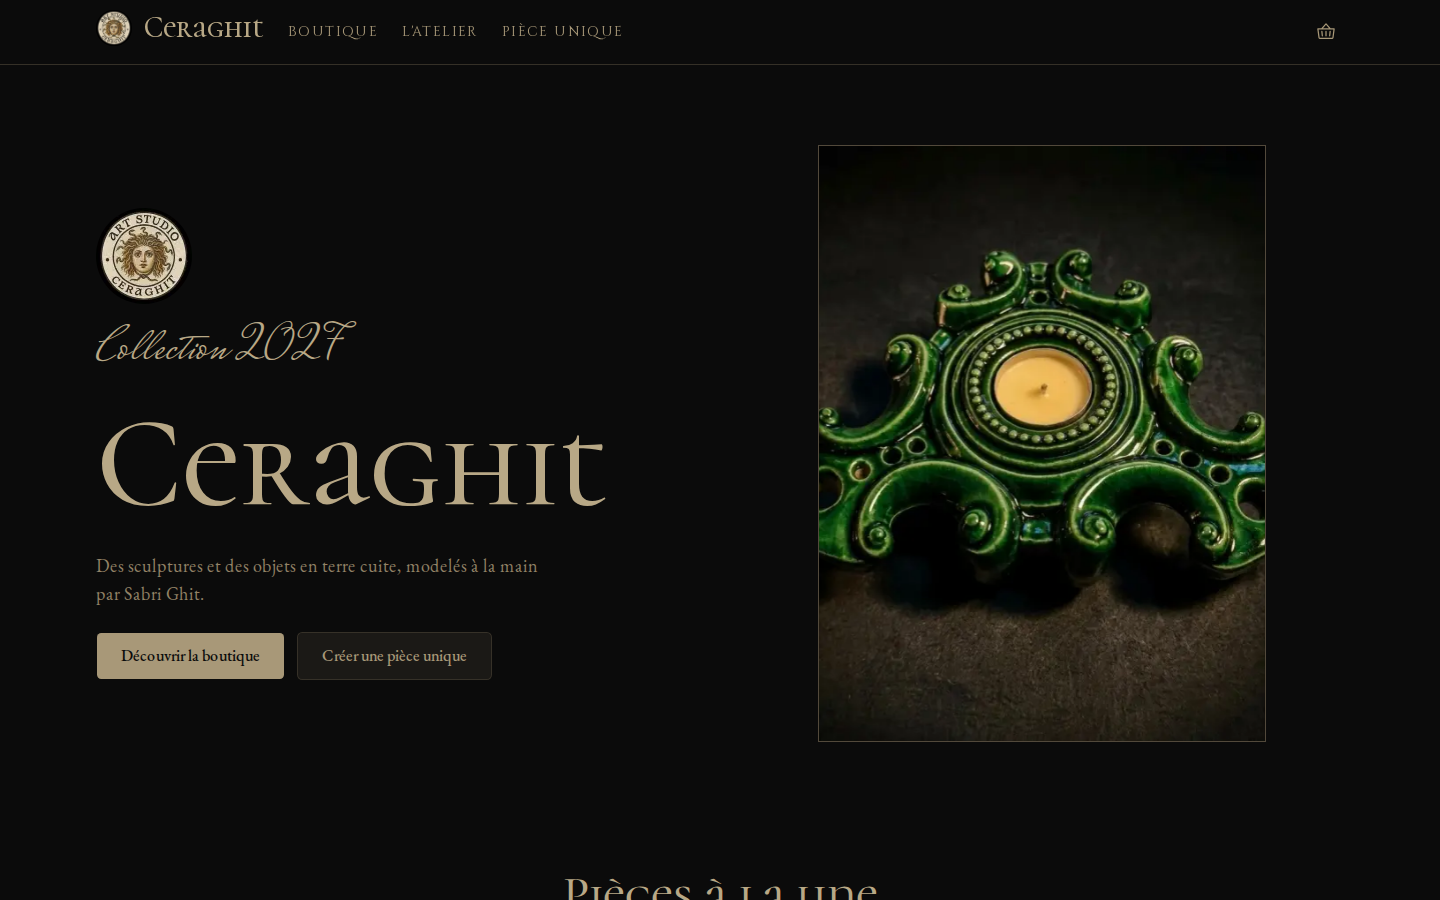 Ceraghit BOUTIQUE L'ATELIER PIÈCE UNIQUE
ART STUDIO
CERAGHIT
Collection 2027
Ceraghit
Des sculptures et des objets en terre cuite, modelés à la main
par Sabri Ghit.
Découvrir la boutique Créer une pièce unique
Pièces à la une